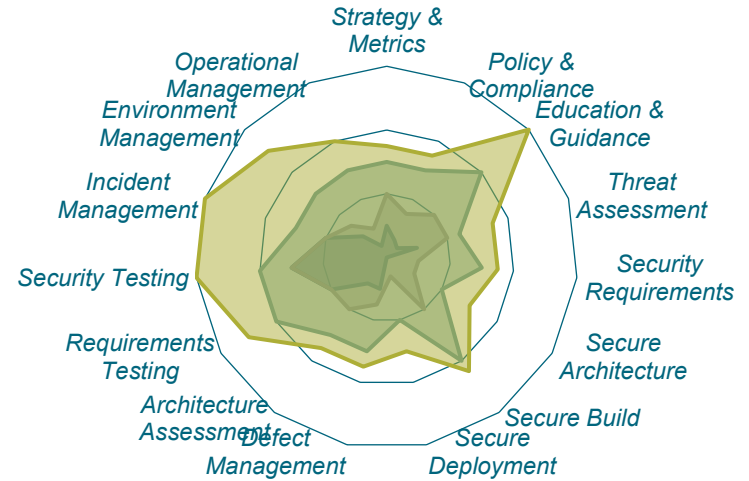 Strategy &
Metrics
Policy &
Compliance
Education &
Guidance
Threat
Assessment
Security
Requirements
Secure
Architecture
Secure Build
Secure
Deployment
Defect
Management
Architecture
Assessment
Requirements
Testing
Security Testing
Incident
Management
Environment
Management
Operational
Management